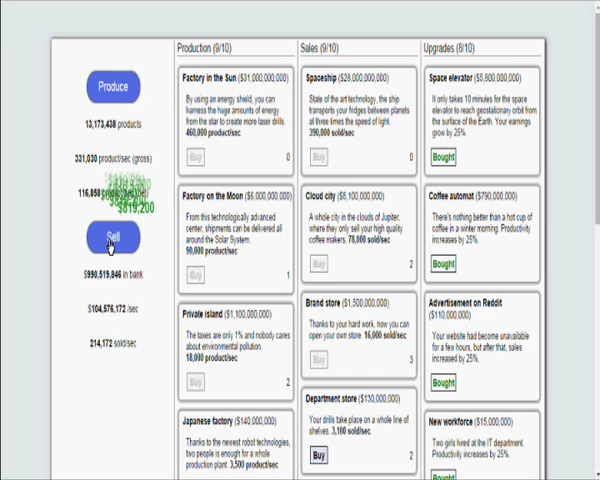 Produce
13,173,438 products
331,030 product/sec (gross)
116,858
$819,200
Sell
$990,519,846 in bank
$104,576,172 /sec
214,172 sold/sec
Production (9/10)
Factory in the Sun ($31,000,000,000)
By using an energy shield, you can
harness the huge amounts of energy
from the star to create more laser drills.
460,000 product/sec
Buy
0
Factory on the Moon ($6,000,000,000)
From this technologically advanced
center, shipments can be delivered all
around the Solar System.
90,000 product/sec
Buy
1
Private island ($1,100,000,000)
The taxes are only 1% and nobody cares
about environmental pollution.
18,000 product/sec
Buy
2
Japanese factory ($140,000,000)
Thanks to the newest robot technologies,
two people is enough for a whole
production plant. 3,500 product/sec
Sales (9/10)
Spaceship ($28,000,000,000)
State of the art technology, the ship
transports your fridges between planets
at three times the speed of light.
390,000 sold/sec
Buy
0
Cloud city ($8,100,000,000)
A whole city in the clouds of Jupiter,
where they only sell your high quality
coffee makers. 78,000 sold/sec
Buy
2
Brand store ($1,500,000,000)
Thanks to your hard work, now you can
open your own store. 16,000 sold/sec
Buy
3
Department store ($130,000,000)
Your drills take place on a whole line of
shelves. 3,100 sold/sec
Buy
2
Upgrades (8/10)
Space elevator ($5,800,000,000)
It only takes 10 minutes for the space
elevator to reach geostationary orbit from
the surface of the Earth. Your earnings
grow by 25%.
Bought
Coffee automat ($790,000,000)
There's nothing better than a hot cup of
coffee in a winter morning. Productivity
increases by 25%.
Bought
Advertisement on Reddit
($110,000,000)
Your website had become unavailable
for a few hours, but after that, sales
increased by 25%.
Bought
New workforce ($15,000,000)
Two girls hired at the IT department.
Productivity increases by 25%.
Bought